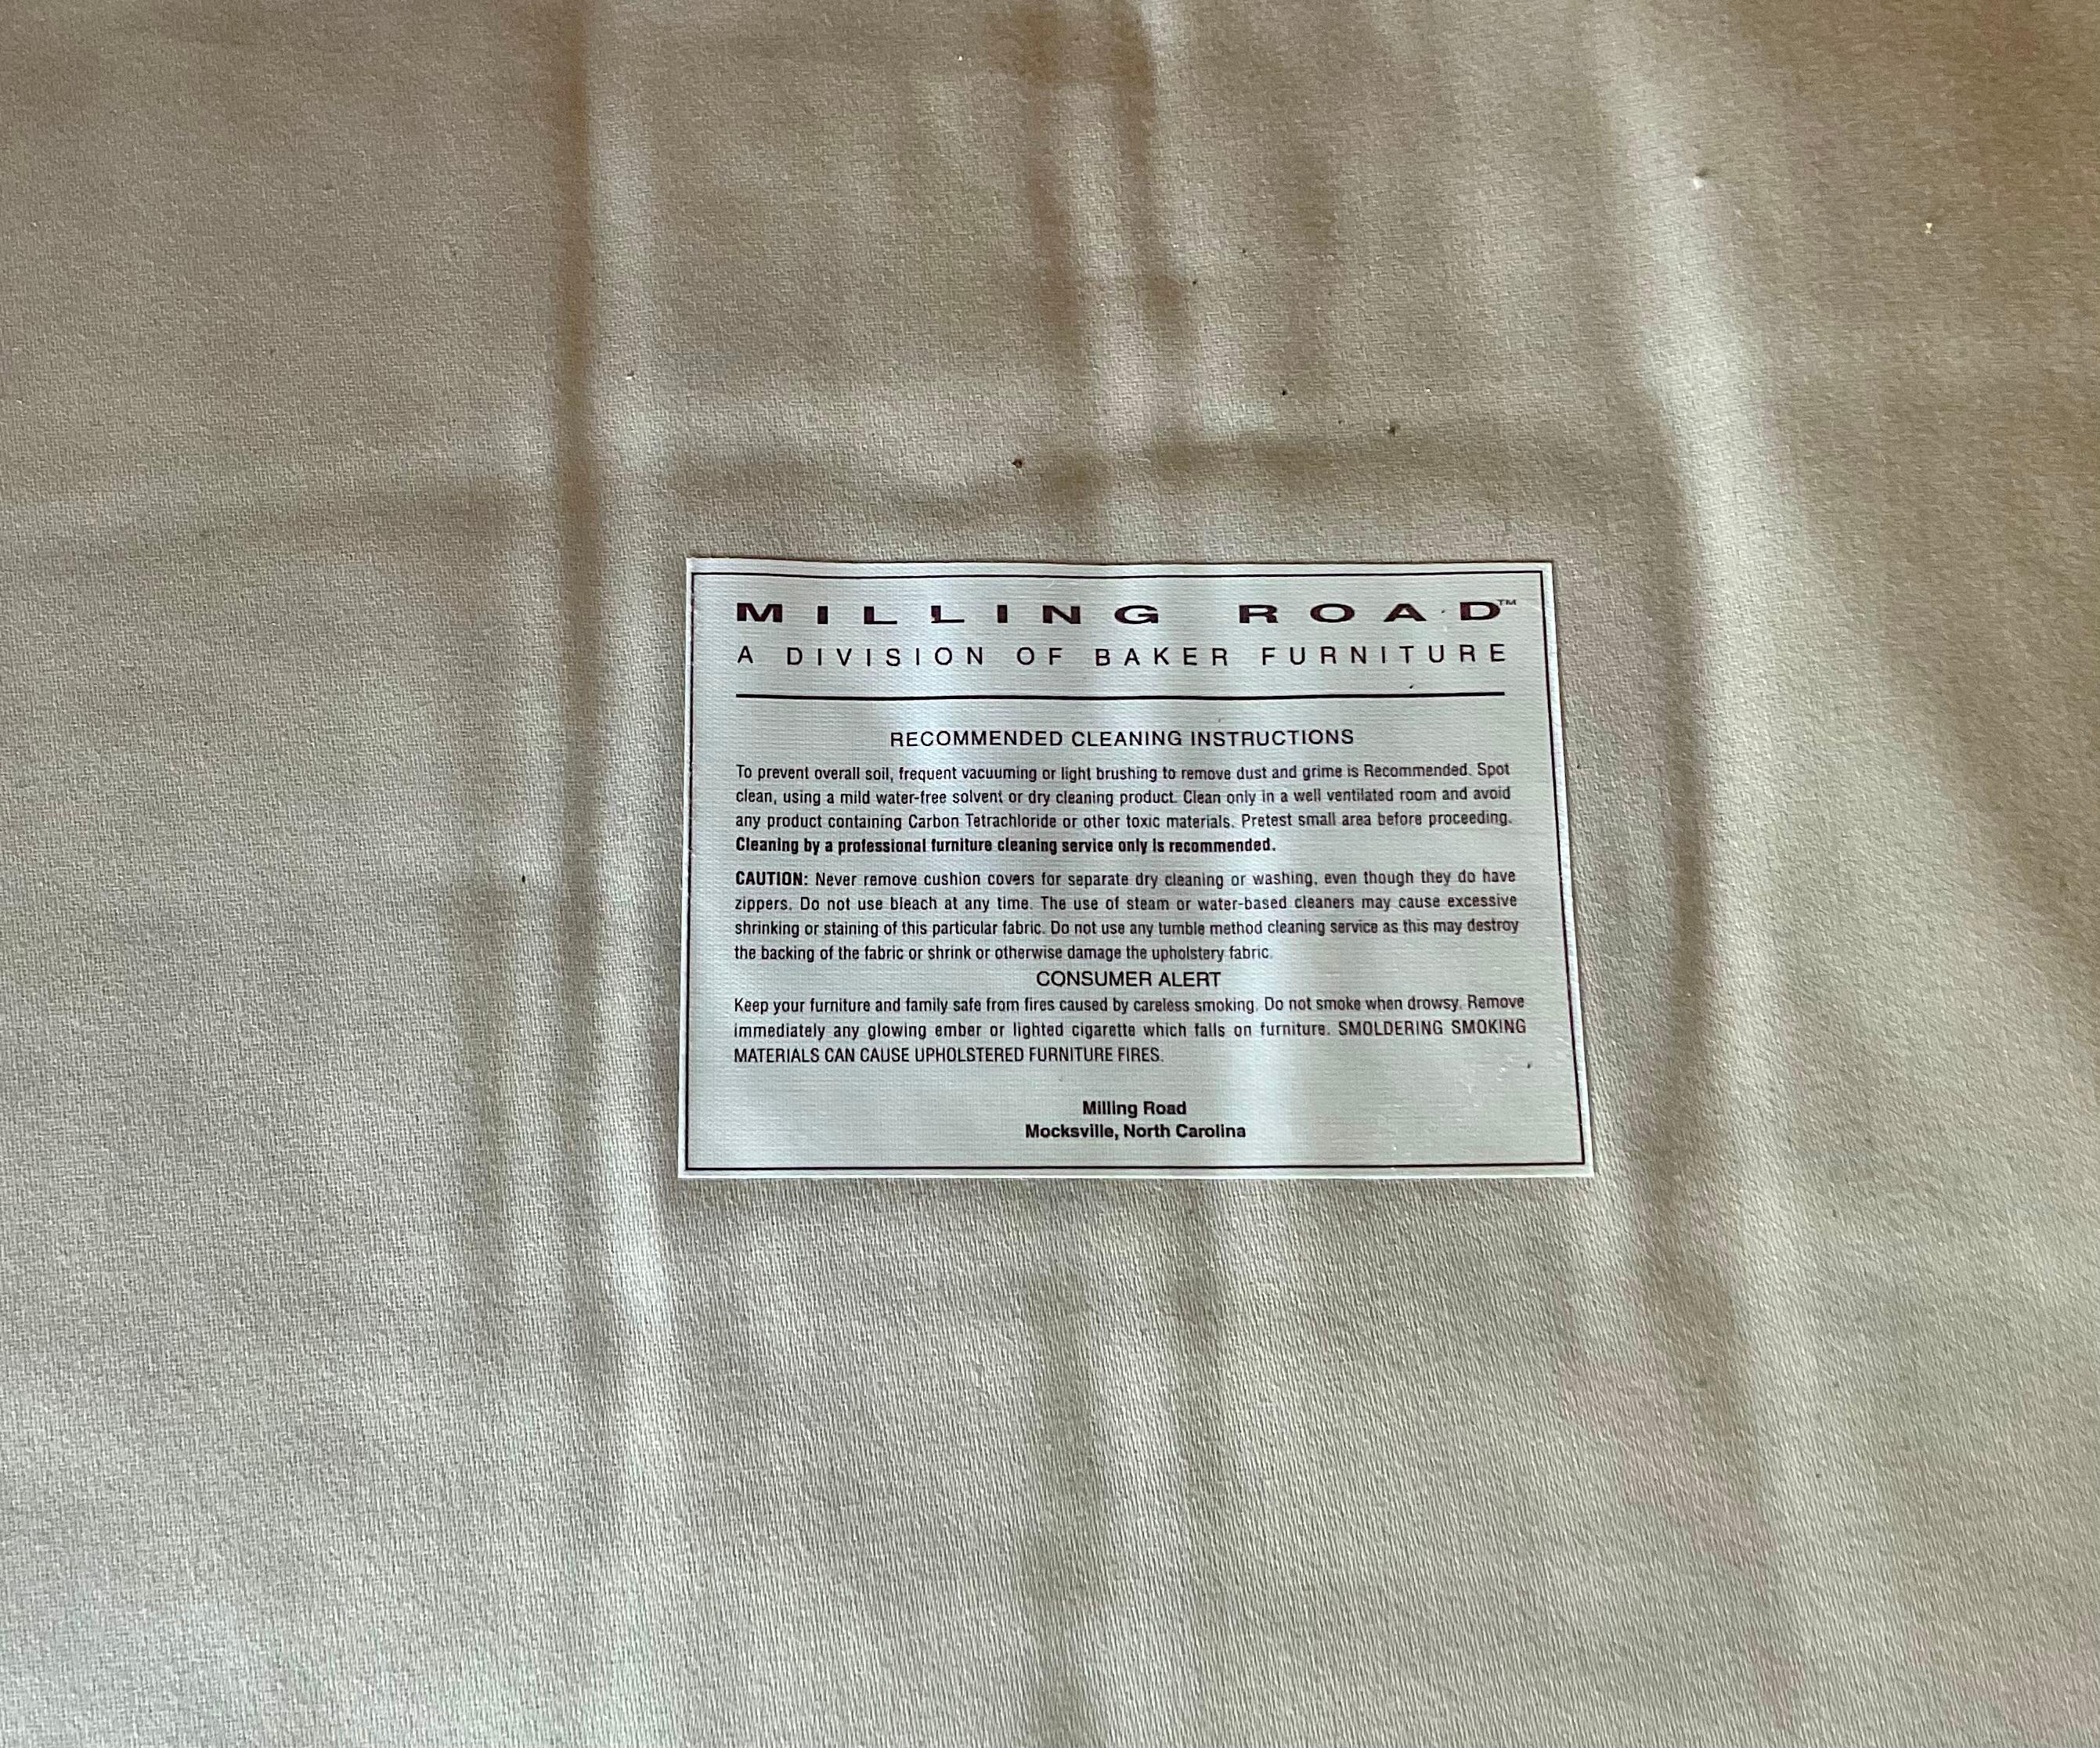 MILLING ROAD™
A DIVISION OF BAKER FURNITURE
RECOMMENDED CLEANING INSTRUCTIONS
To prevent overall soil, frequent vacuuming or light brushing to remove dust and grime is Recommended. Spot
clean, using a mild water-free solvent or dry cleaning product. Clean only in a well ventilated room and avoid
any product containing Carbon Tetrachloride or other toxic materials. Pretest small area before proceeding.
Cleaning by a professional furniture cleaning service only is recommended.
CAUTION: Never remove cushion covers for separate dry cleaning or washing, even though they do have
zippers. Do not use bleach at any time. The use of steam or water-based cleaners may cause excessive
shrinking or staining of this particular fabric. Do not use any tumble method cleaning service as this may destroy
the backing of the fabric or shrink or otherwise damage the upholstery fabric.
CONSUMER ALERT
Keep your furniture and family safe from fires caused by careless smoking. Do not smoke when drowsy. Remove
immediately any glowing ember or lighted cigarette which falls on furniture. SMOLDERING SMOKING
MATERIALS CAN CAUSE UPHOLSTERED FURNITURE FIRES.
Milling Road
Mocksville, North Carolina